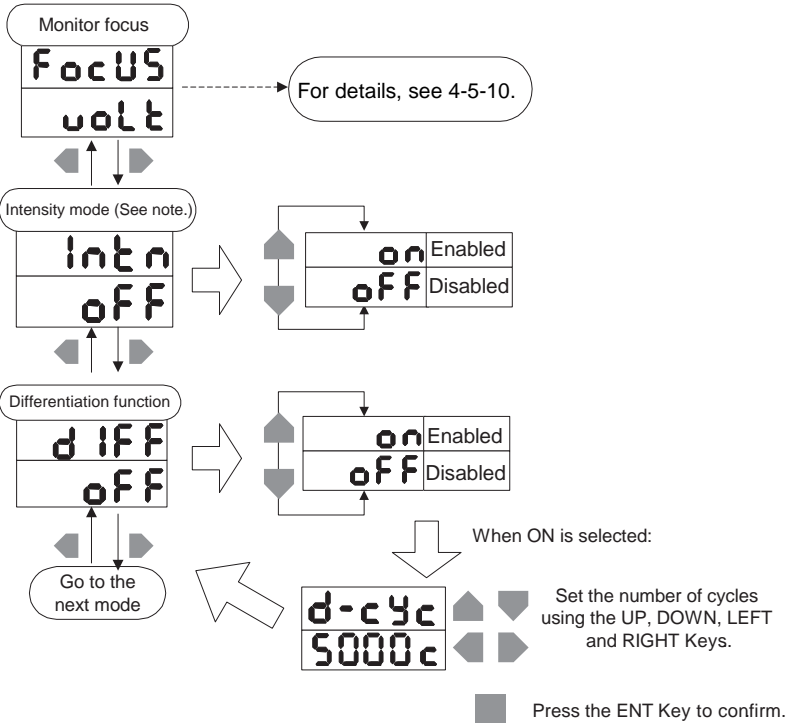 Monitor focus
FocUS
volt
For details, see 4-5-10.
Intensity mode (See note.)
Intn
oFF
on Enabled
oFF Disabled
Differentiation function
dIFF
oFF
on Enabled
oFF Disabled
When ON is selected:
Go to the
next mode
d-cyc
5000c
Set the number of cycles
using the UP, DOWN, LEFT
and RIGHT Keys.
Press the ENT Key to confirm.